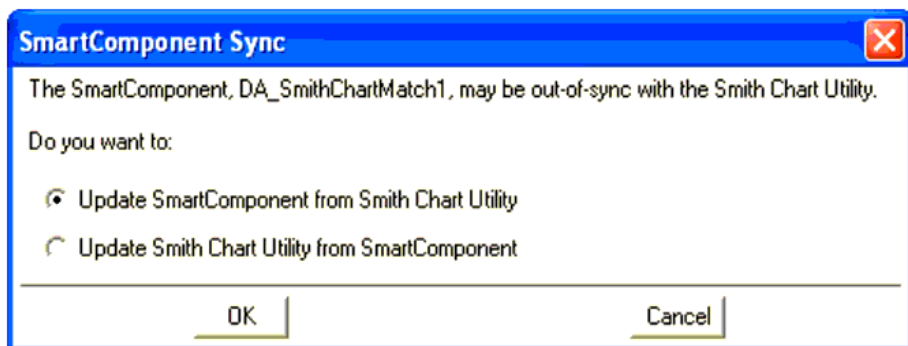 SmartComponent Sync
The SmartComponent, DA_SmithChartMatch1, may be out-of-sync with the Smith Chart Utility.
Do you want to:
Update SmartComponent from Smith Chart Utility
Update Smith Chart Utility from SmartComponent
OK Cancel